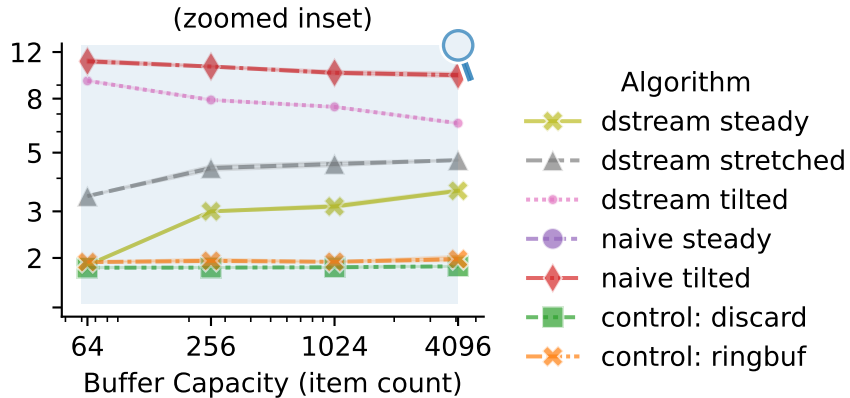 (zoomed inset)
12
8
5
3
2
64 256 1024 4096
Buffer Capacity (item count)
Algorithm
dstream steady
dstream stretched
dstream tilted
naive steady
naive tilted
control: discard
control: ringbuf